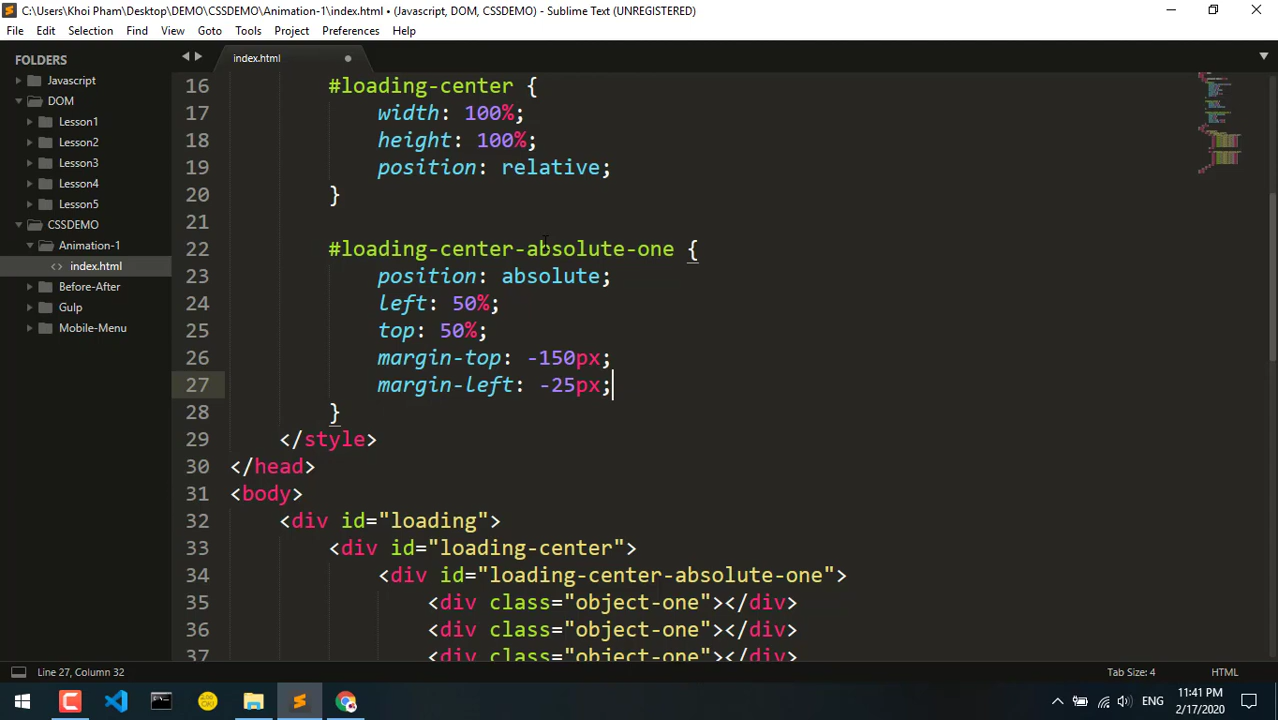 C:\Users\Khoi Pham\Desktop\DEMO\CSSDEMO\Animation-1\index.html • (Javascript, DOM, CSSDEMO) - Sublime Text (UNREGISTERED)
File Edit Selection Find View Goto Tools Project Preferences Help
FOLDERS
Javascript
DOM
Lesson1
Lesson2
Lesson3
Lesson4
Lesson5
CSSDEMO
Animation-1
<> index.html
Before-After
Gulp
Mobile-Menu
index.html
16 #loading-center {
17 width: 100%;
18 height: 100%;
19 position: relative;
20 }
21
22 #loading-center-absolute-one {
23 position: absolute;
24 left: 50%;
25 top: 50%;
26 margin-top: -150px;
27 margin-left: -25px;
28 }
29 </style>
30 </head>
31 <body>
32 <div id="loading">
33 <div id="loading-center">
34 <div id="loading-center-absolute-one">
35 <div class="object-one"></div>
36 <div class="object-one"></div>
37 <div class="object-one"></div>
Line 27, Column 32
Tab Size: 4
HTML
ENG
11:41 PM
2/17/2020